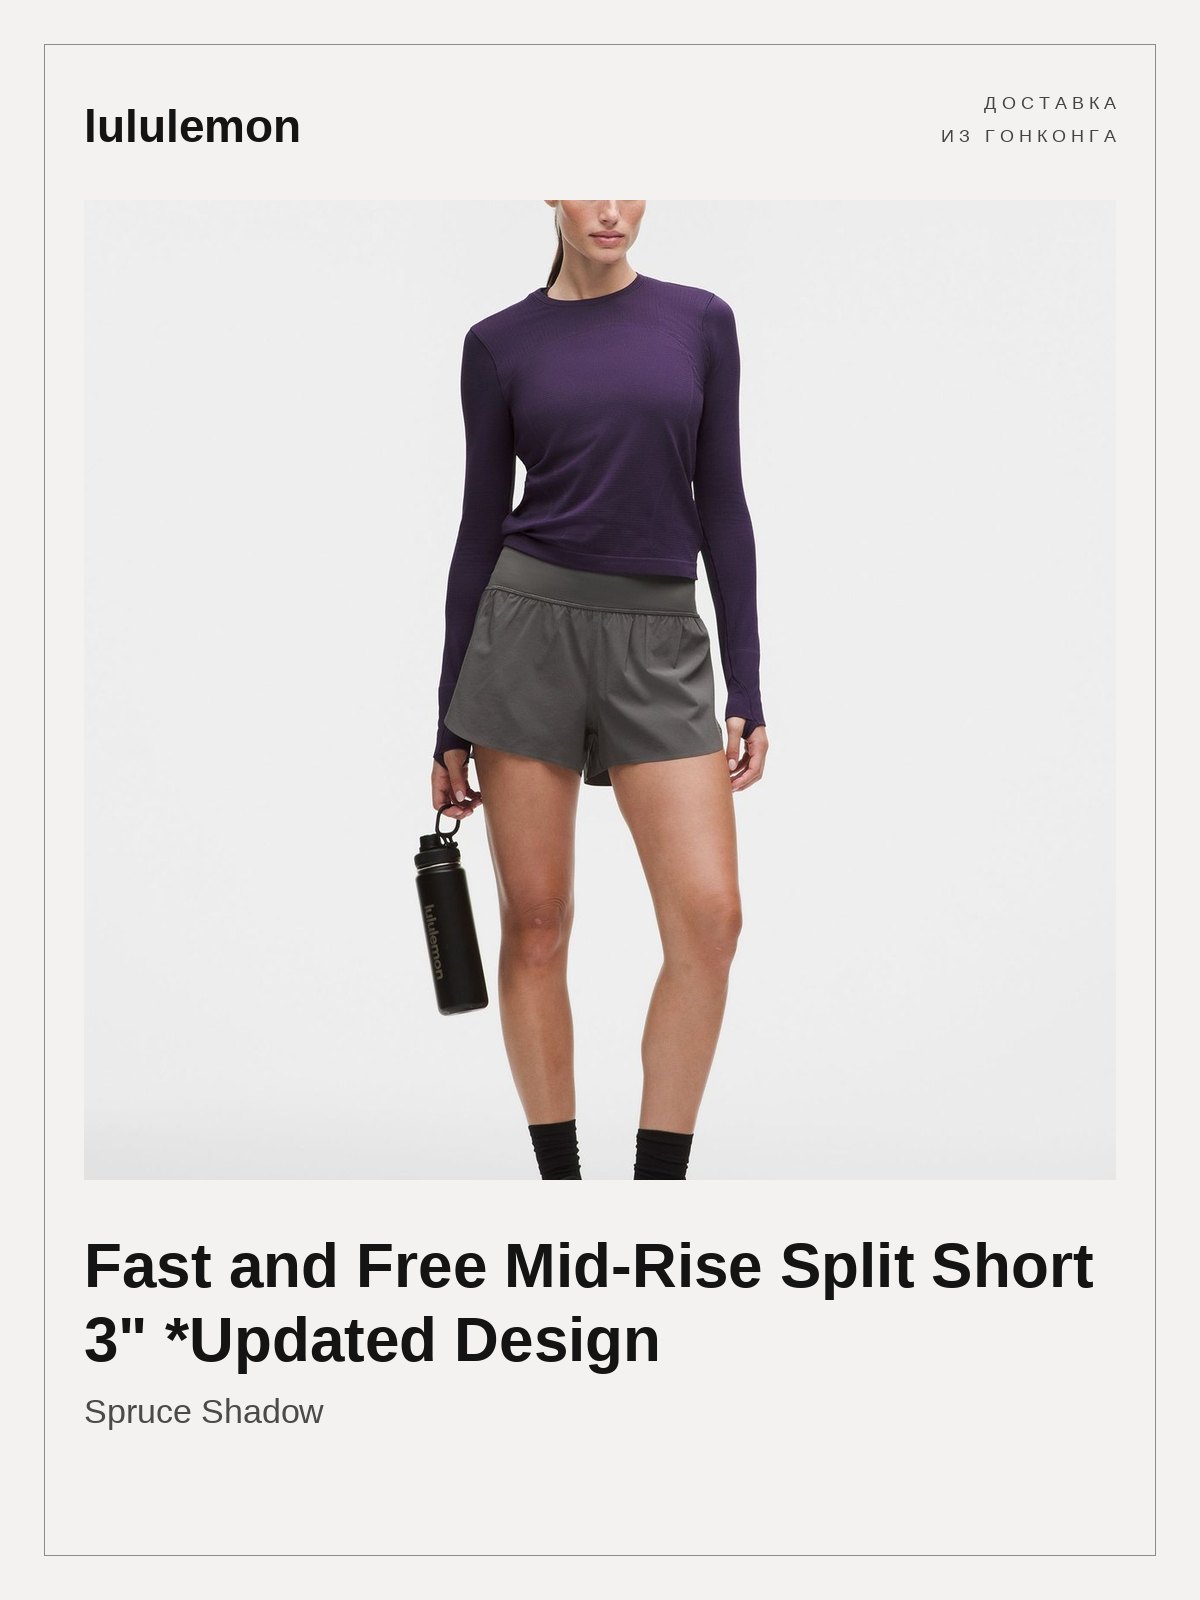 lululemon
ДОСТАВКА
ИЗ ГОНКОНГА
lululemon
Fast and Free Mid-Rise Split Short
3" *Updated Design
Spruce Shadow